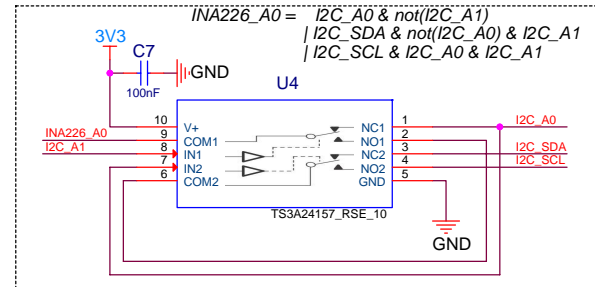 INA226_A0 = I2C_A0 & not(I2C_A1)
| I2C_SDA & not(I2C_A0) & I2C_A1
| I2C_SCL & I2C_A0 & I2C_A1
3V3
C7
GND
100nF
U4
10 V+ NC1 1 I2C_A0
INA226_A0 9 COM1 NO1 2
I2C_A1 8 IN1 NC2 3 I2C_SDA
7 IN2 NO2 4 I2C_SCL
6 COM2 GND 5
TS3A24157_RSE_10
GND